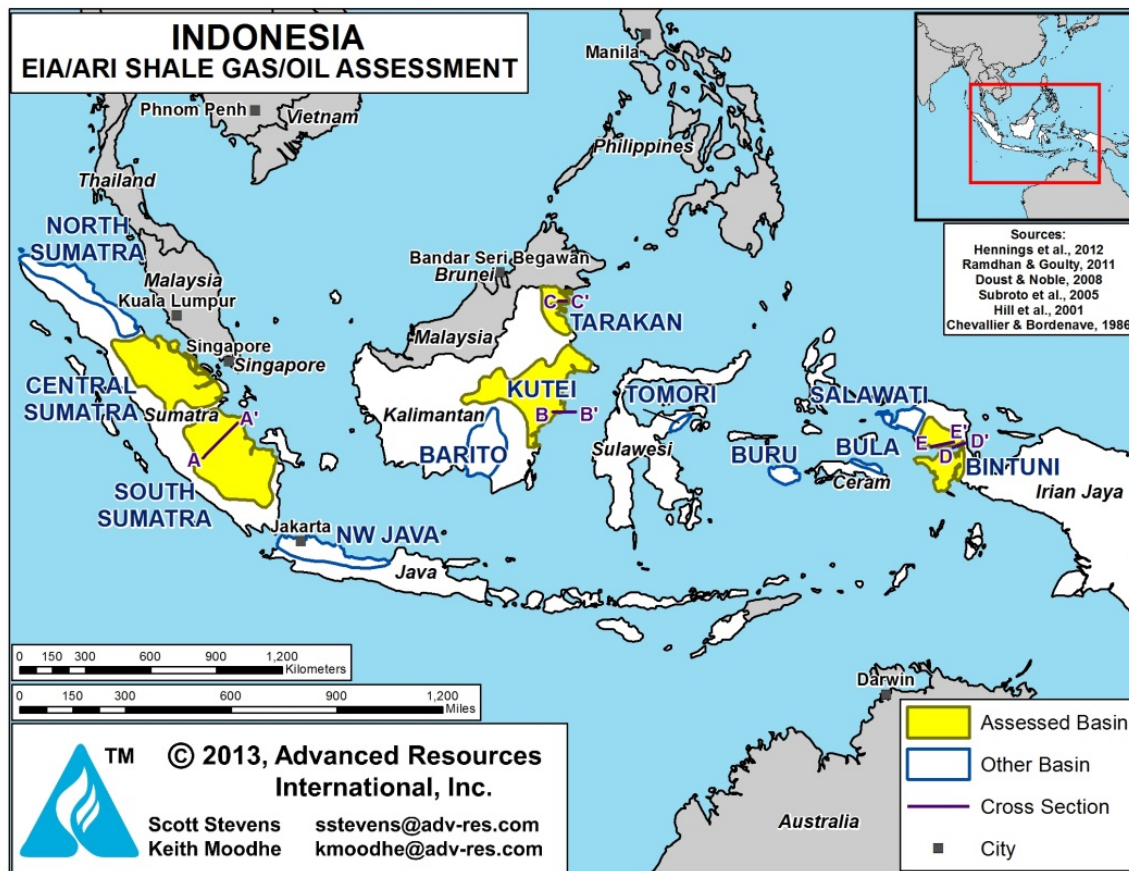 INDONESIA
EIA/ARI SHALE GAS/OIL ASSESSMENT
Manila
Phnom Penh
Vietnam
Philippines
Thailand
Sources:
Hennings et al., 2012
Ramdhan & Goulty, 2011
Doust & Noble, 2008
Subroto et al., 2005
Hill et al., 2001
Chevallier & Bordenave, 1986
NORTH
SUMATRA
Bandar Seri Begawan
Brunei
Malaysia
Kuala Lumpur
C C'
TARAKAN
Malaysia
Singapore
Singapore
CENTRAL
SUMATRA
Sumatra
A'
A
KUTEI
Kalimantan
B B'
TOMORI
SALAWATI
BARITO
Sulawesi
BURU
BULA
Ceram
E E'
D D'
BINTUNI
Irian Jaya
SOUTH
SUMATRA
Jakarta
NW JAVA
Java
0 150 300 600 900 1,200
Kilometers
0 150 300 600 900 1,200
Miles
Darwin
Australia
Assessed Basin
Other Basin
Cross Section
City
TM
© 2013, Advanced Resources
International, Inc.
Scott Stevens sstevens@adv-res.com
Keith Moodhe kmoodhe@adv-res.com